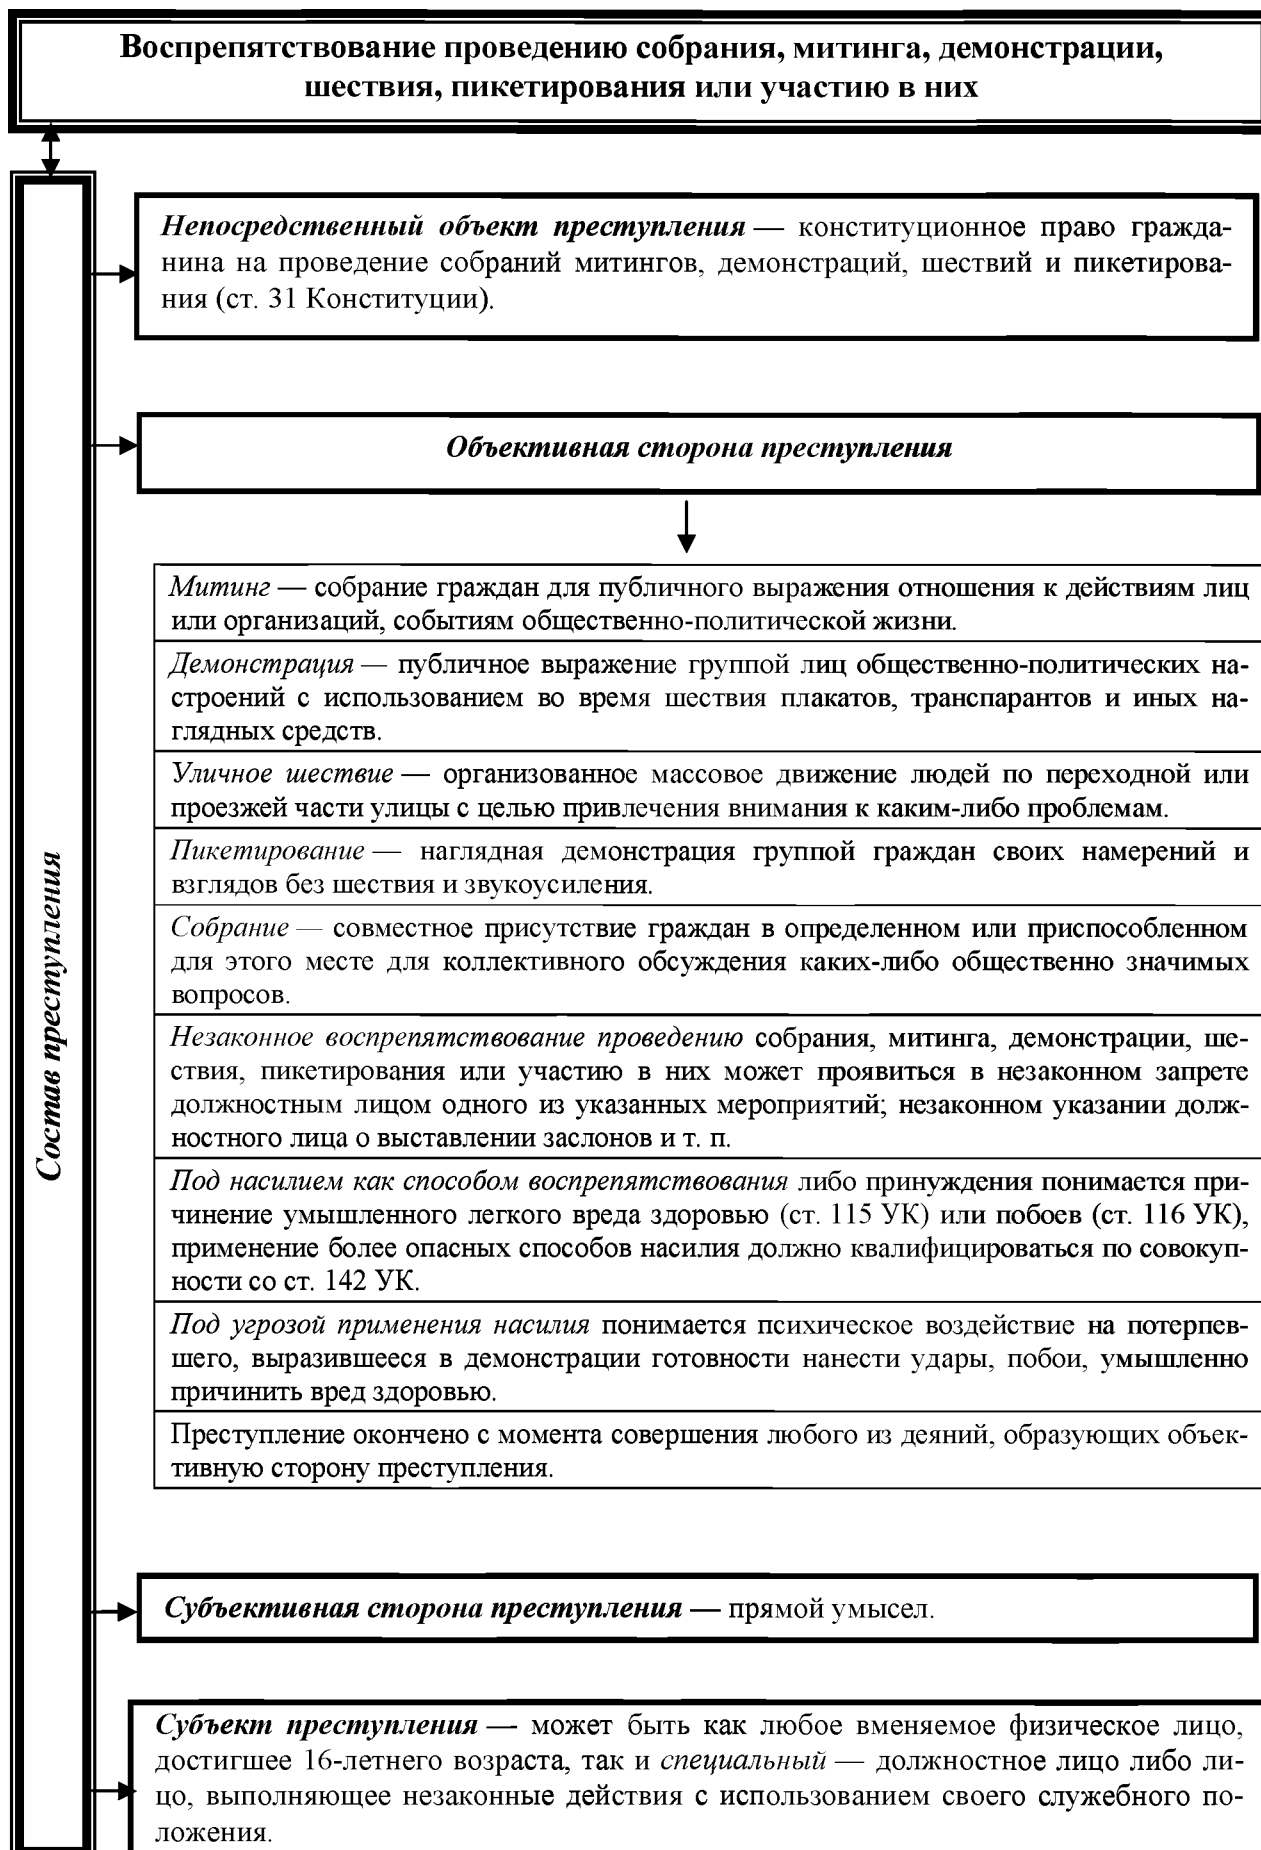 Воспрепятствование проведению собрания, митинга, демонстрации,
шествия, пикетирования или участию в них
Состав преступления
Непосредственный объект преступления — конституционное право гражда-
нина на проведение собраний митингов, демонстраций, шествий и пикетирова-
ния (ст. 31 Конституции).
Объективная сторона преступления
Митинг — собрание граждан для публичного выражения отношения к действиям лиц
или организаций, событиям общественно-политической жизни.
Демонстрация — публичное выражение группой лиц общественно-политических на-
строений с использованием во время шествия плакатов, транспарантов и иных на-
глядных средств.
Уличное шествие — организованное массовое движение людей по переходной или
проезжей части улицы с целью привлечения внимания к каким-либо проблемам.
Пикетирование — наглядная демонстрация группой граждан своих намерений и
взглядов без шествия и звукоусиления.
Собрание — совместное присутствие граждан в определенном или приспособленном
для этого месте для коллективного обсуждения каких-либо общественно значимых
вопросов.
Незаконное воспрепятствование проведению собрания, митинга, демонстрации, ше-
ствия, пикетирования или участию в них может проявиться в незаконном запрете
должностным лицом одного из указанных мероприятий; незаконном указании долж-
ностного лица о выставлении заслонов и т. п.
Под насилием как способом воспрепятствования либо принуждения понимается при-
чинение умышленного легкого вреда здоровью (ст. 115 УК) или побоев (ст. 116 УК),
применение более опасных способов насилия должно квалифицироваться по совокуп-
ности со ст. 142 УК.
Под угрозой применения насилия понимается психическое воздействие на потерпев-
шего, выразившееся в демонстрации готовности нанести удары, побои, умышленно
причинить вред здоровью.
Преступление окончено с момента совершения любого из деяний, образующих объек-
тивную сторону преступления.
Субъективная сторона преступления — прямой умысел.
Субъект преступления — может быть как любое вменяемое физическое лицо,
достигшее 16-летнего возраста, так и специальный — должностное лицо либо ли-
цо, выполняющее незаконные действия с использованием своего служебного по-
ложения.